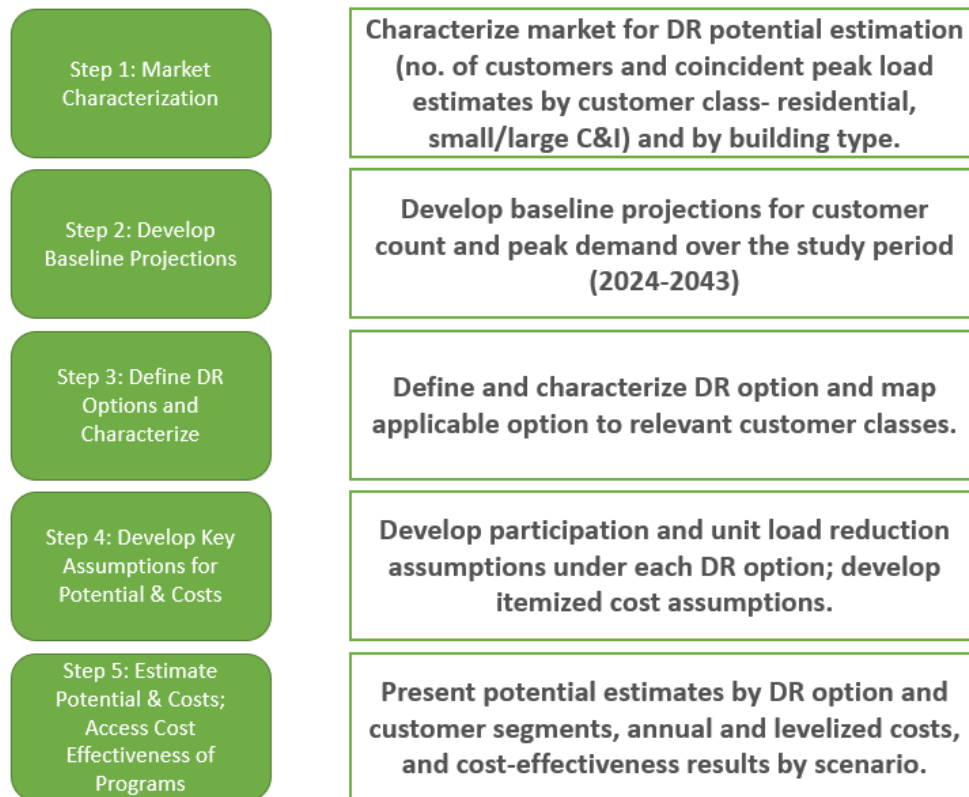 Step 1: Market
Characterization
Characterize market for DR potential estimation
(no. of customers and coincident peak load
estimates by customer class- residential,
small/large C&I) and by building type.
Step 2: Develop
Baseline Projections
Develop baseline projections for customer
count and peak demand over the study period
(2024-2043)
Step 3: Define DR
Options and
Characterize
Define and characterize DR option and map
applicable option to relevant customer classes.
Step 4: Develop Key
Assumptions for
Potential & Costs
Develop participation and unit load reduction
assumptions under each DR option; develop
itemized cost assumptions.
Step 5: Estimate
Potential & Costs;
Access Cost
Effectiveness of
Programs
Present potential estimates by DR option and
customer segments, annual and levelized costs,
and cost-effectiveness results by scenario.